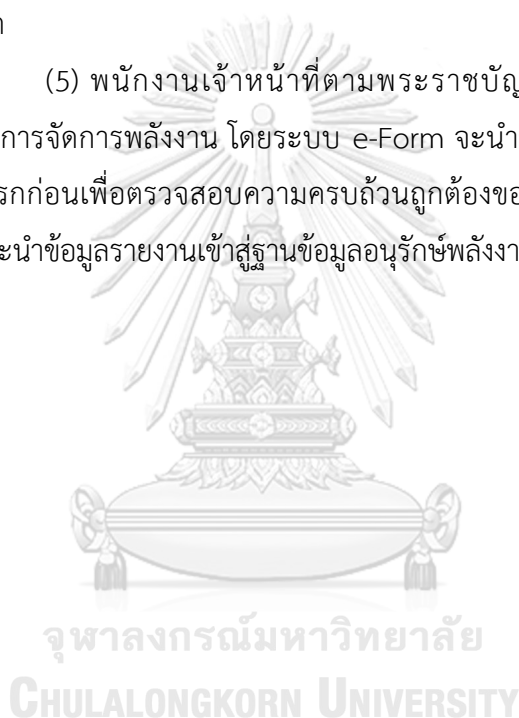 (5) พนักงานเจ้าหน้าที่ตามพระราชบัญ
การจัดการพลังงาน โดยระบบ e-Form จะนำ
รกก่อนเพื่อตรวจสอบความครบถ้วนถูกต้องขอ
ะนำข้อมูลรายงานเข้าสู่ฐานข้อมูลอนุรักษ์พลังงา
จุฬาลงกรณ์มหาวิทยาลัย
CHULALONGKORN UNIVERSITY